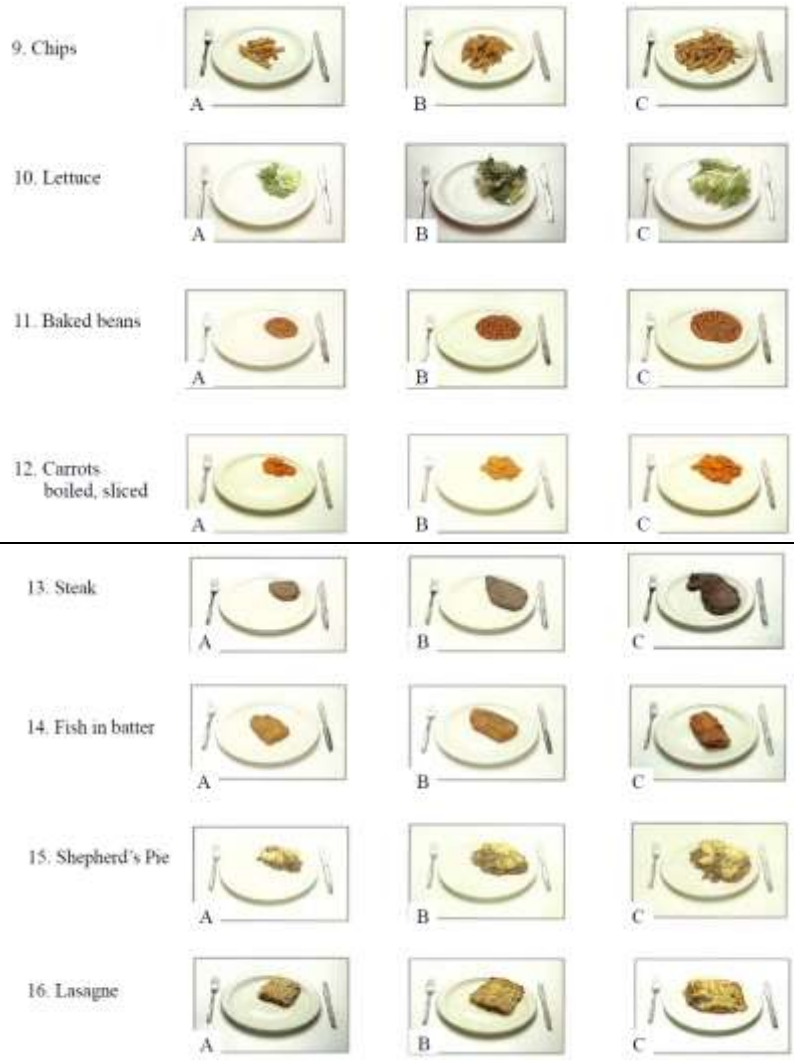 9. Chips
A B C
10. Lettuce
A B C
11. Baked beans
A B C
12. Carrots
boiled, sliced
A B C
13. Steak
A B C
14. Fish in batter
A B C
15. Shepherd's Pie
A B C
16. Lasagne
A B C